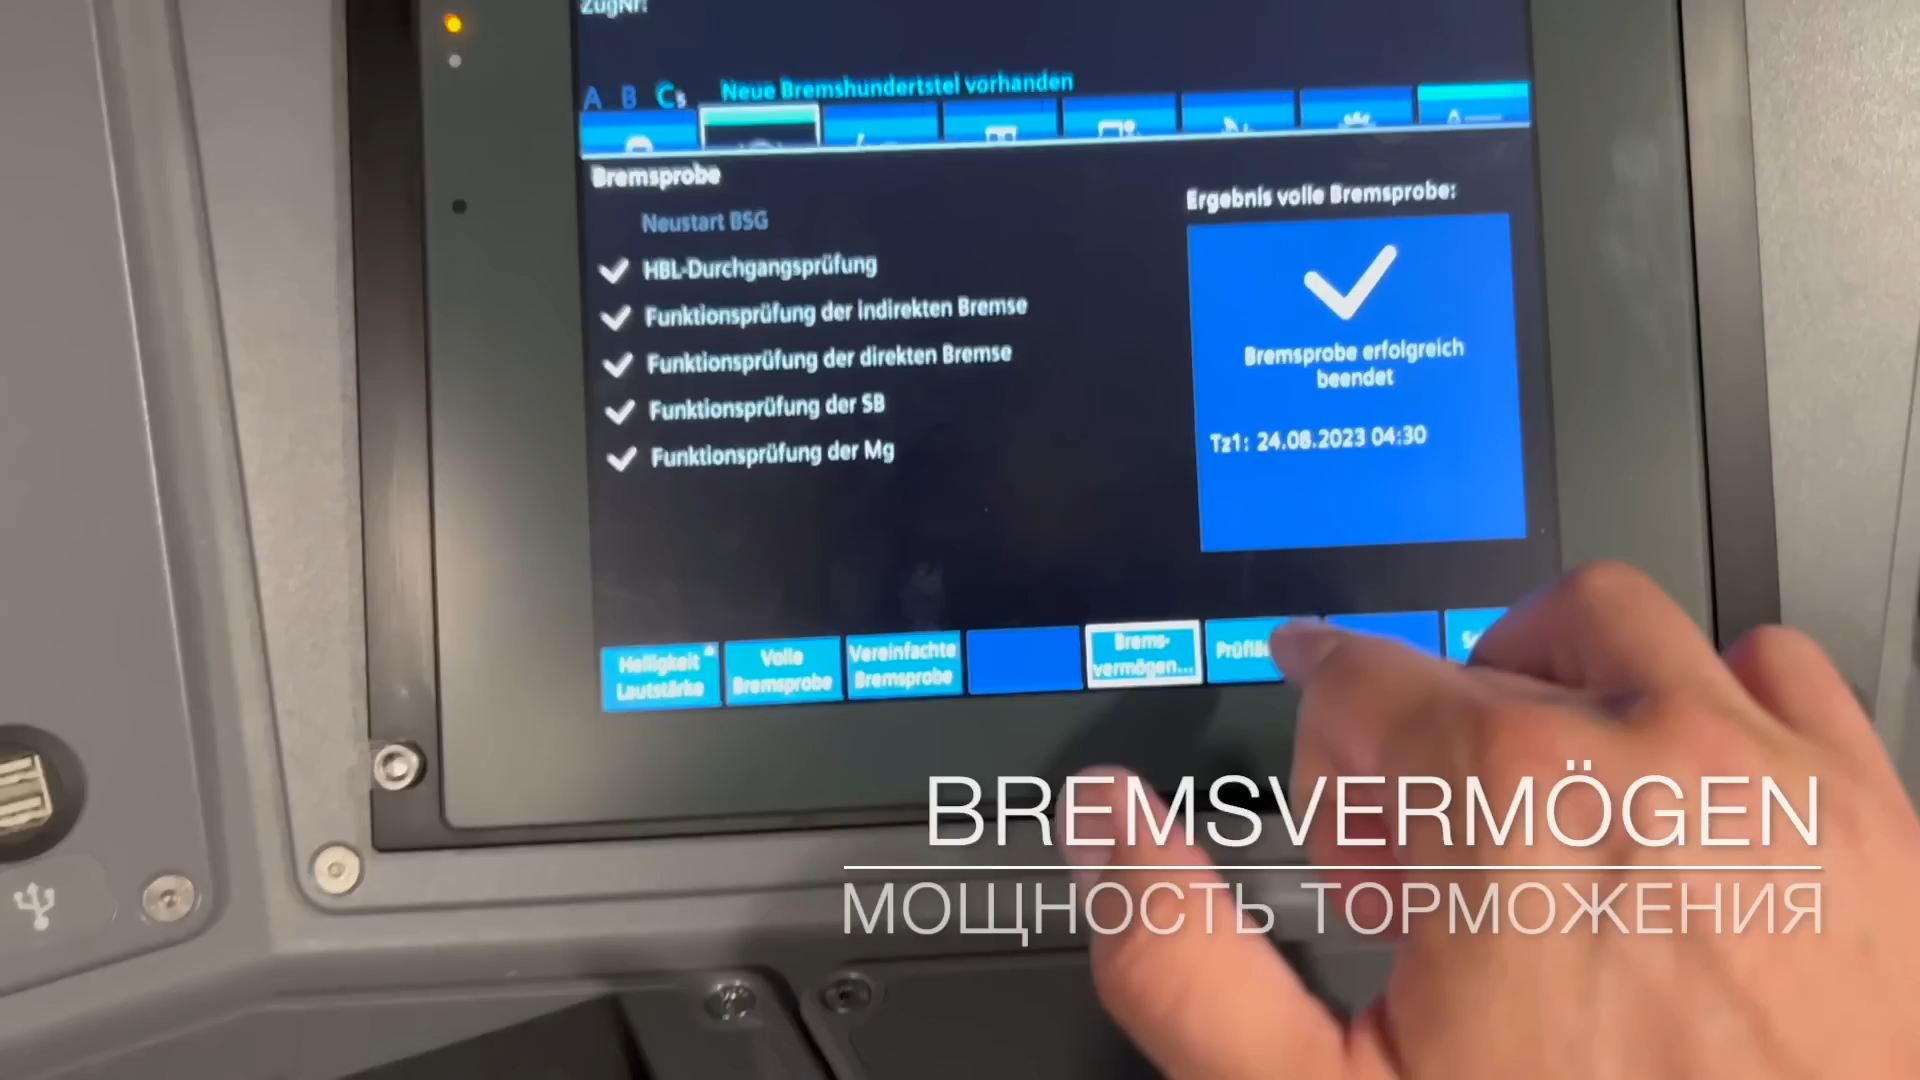 ZugNr:
A B C5 Neue Bremshundertstel vorhanden
Bremsprobe
Neustart BSG
HBL-Durchgangsprüfung
Funktionsprüfung der indirekten Bremse
Funktionsprüfung der direkten Bremse
Funktionsprüfung der SB
Funktionsprüfung der Mg
Ergebnis volle Bremsprobe:
Bremsprobe erfolgreich
beendet
Tz1: 24.08.2023 04:30
Helligkeit
Lautstärke
Volle
Bremsprobe
Vereinfachte
Bremsprobe
Brems-
vermögen...
BREMSVERMÖGEN
МОЩНОСТЬ ТОРМОЖЕНИЯ